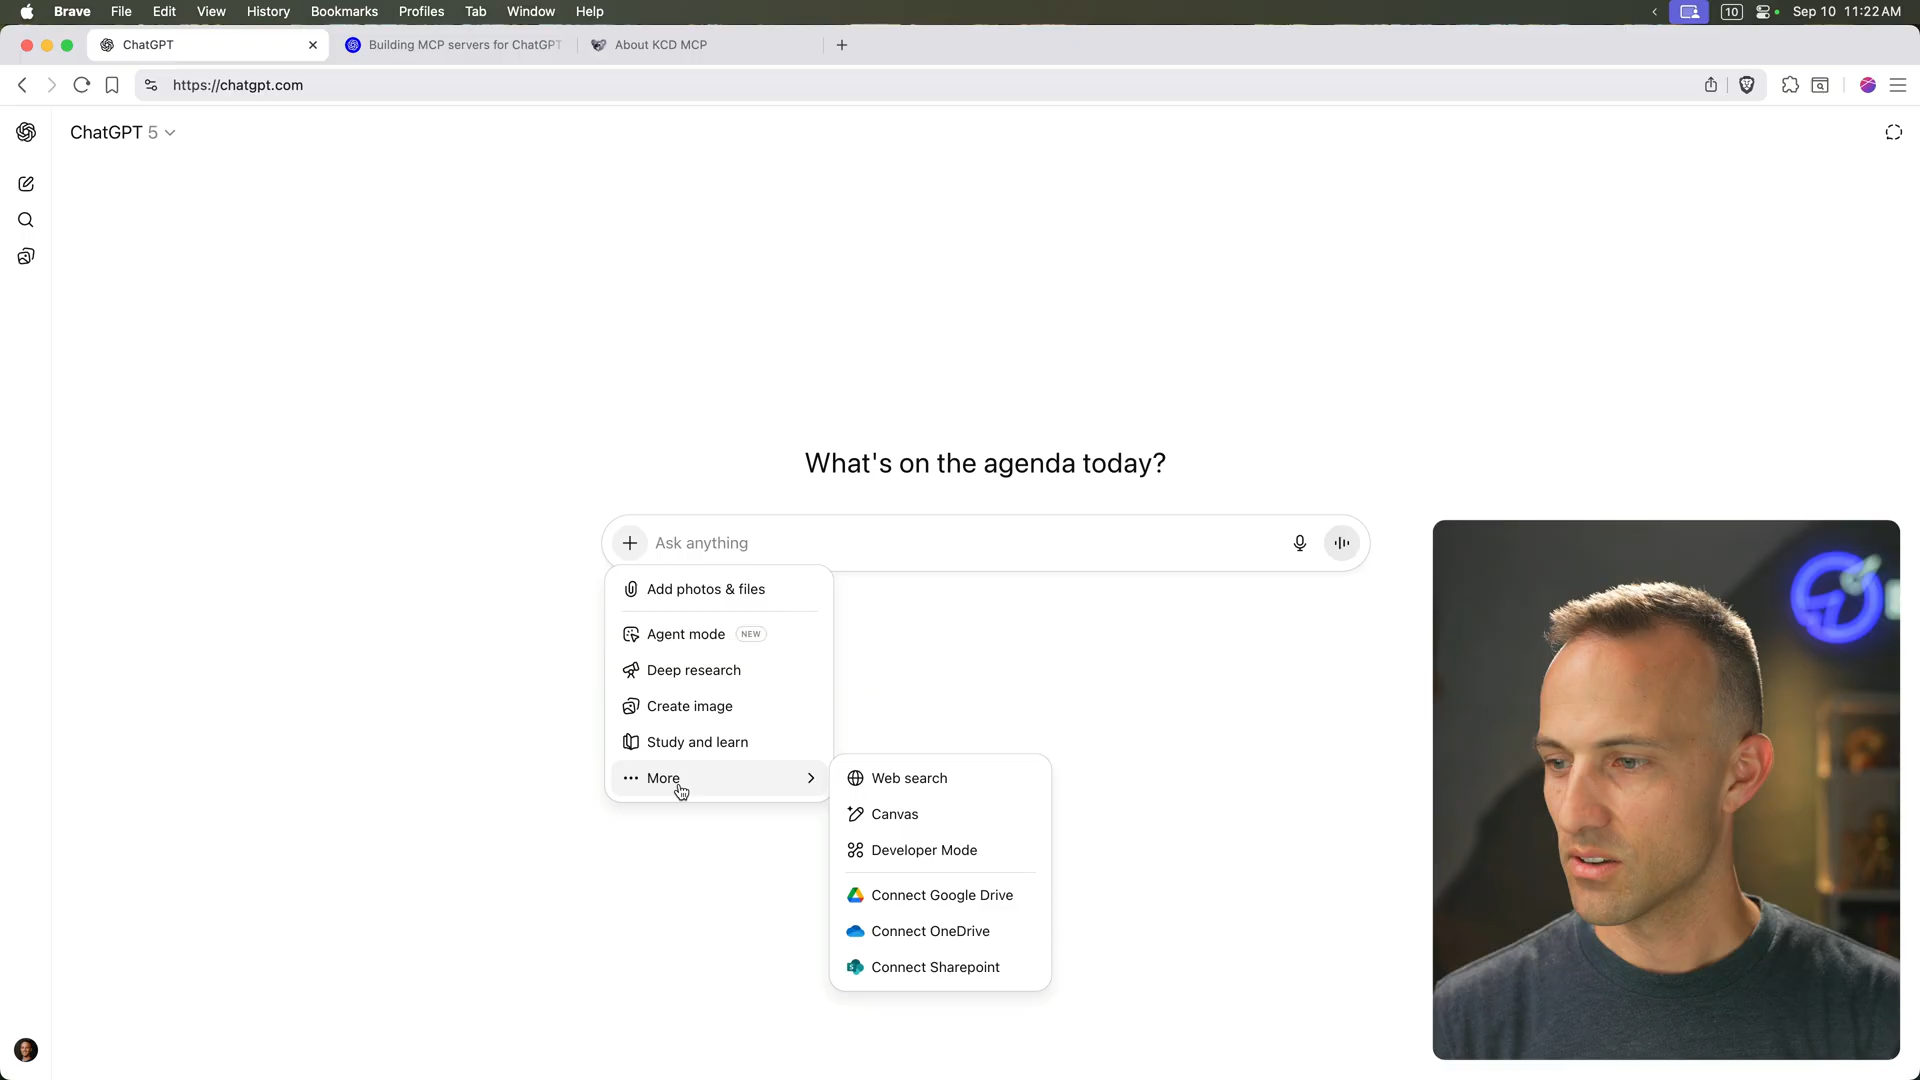 Brave File Edit View History Bookmarks Profiles Tab Window Help
10 Sep 10 11:22AM
ChatGPT
Building MCP servers for ChatGPT
About KCD MCP
https://chatgpt.com
ChatGPT 5
What's on the agenda today?
Ask anything
Add photos & files
Agent mode NEW
Deep research
Create image
Study and learn
More
Web search
Canvas
Developer Mode
Connect Google Drive
Connect OneDrive
Connect Sharepoint